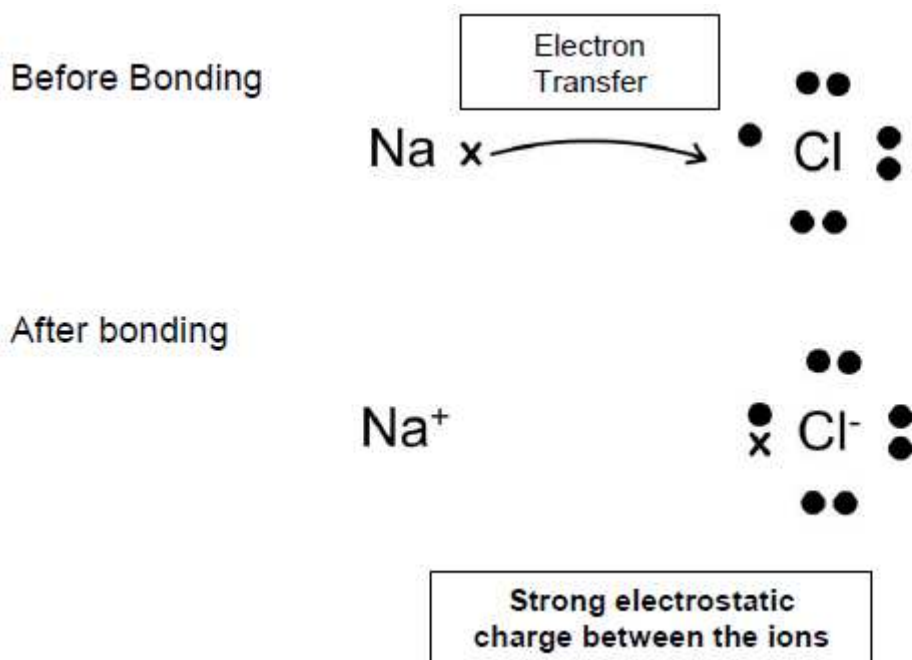 Before Bonding
Electron
Transfer
Na x
Cl
After bonding
Na⁺
x Cl⁻
Strong electrostatic
charge between the ions